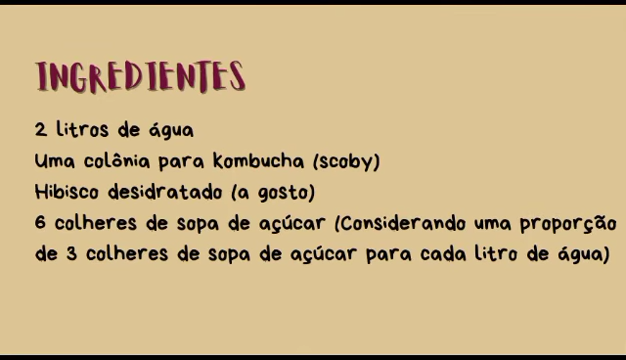 INGREDIENTES
2 litros de água
Uma colônia para kombucha (scoby)
Hibisco desidratado (a gosto)
6 colheres de sopa de açúcar (Considerando uma proporção
de 3 colheres de sopa de açúcar para cada litro de água)